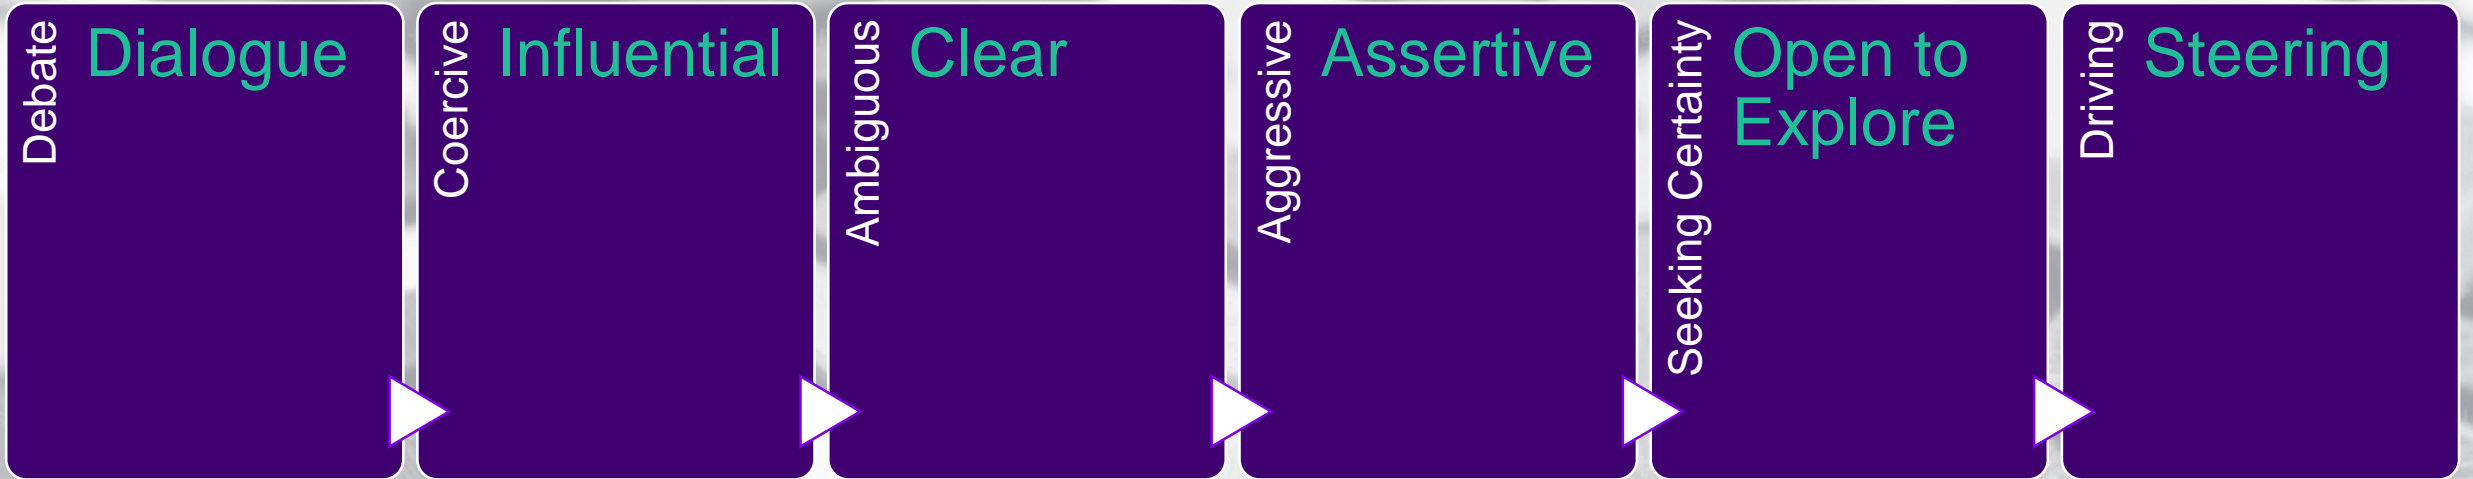 Debate
Dialogue
Coercive
Influential
Ambiguous
Clear
Aggressive
Assertive
Seeking Certainty
Open to
Explore
Driving
Steering